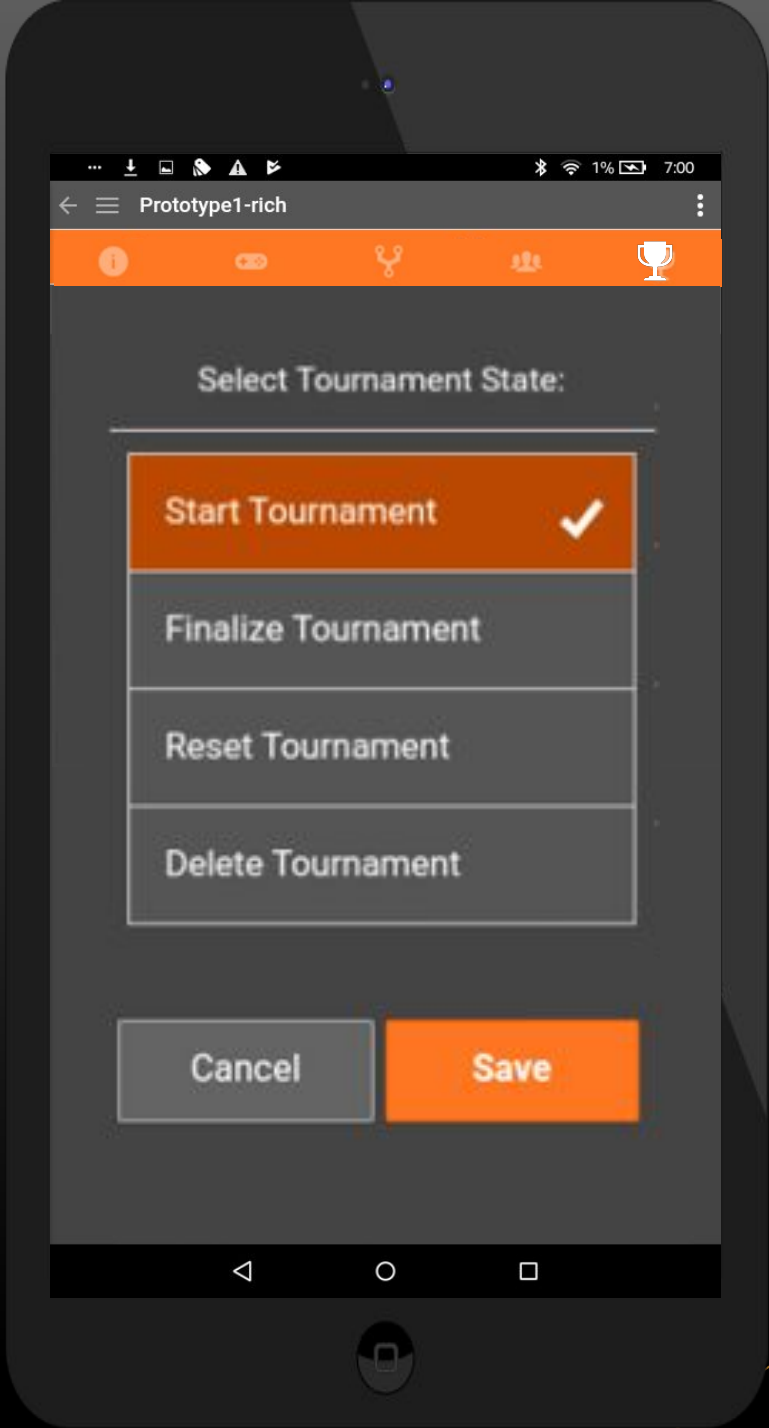 1% 7:00
Prototype1-rich
Select Tournament State:
Start Tournament
Finalize Tournament
Reset Tournament
Delete Tournament
Cancel Save